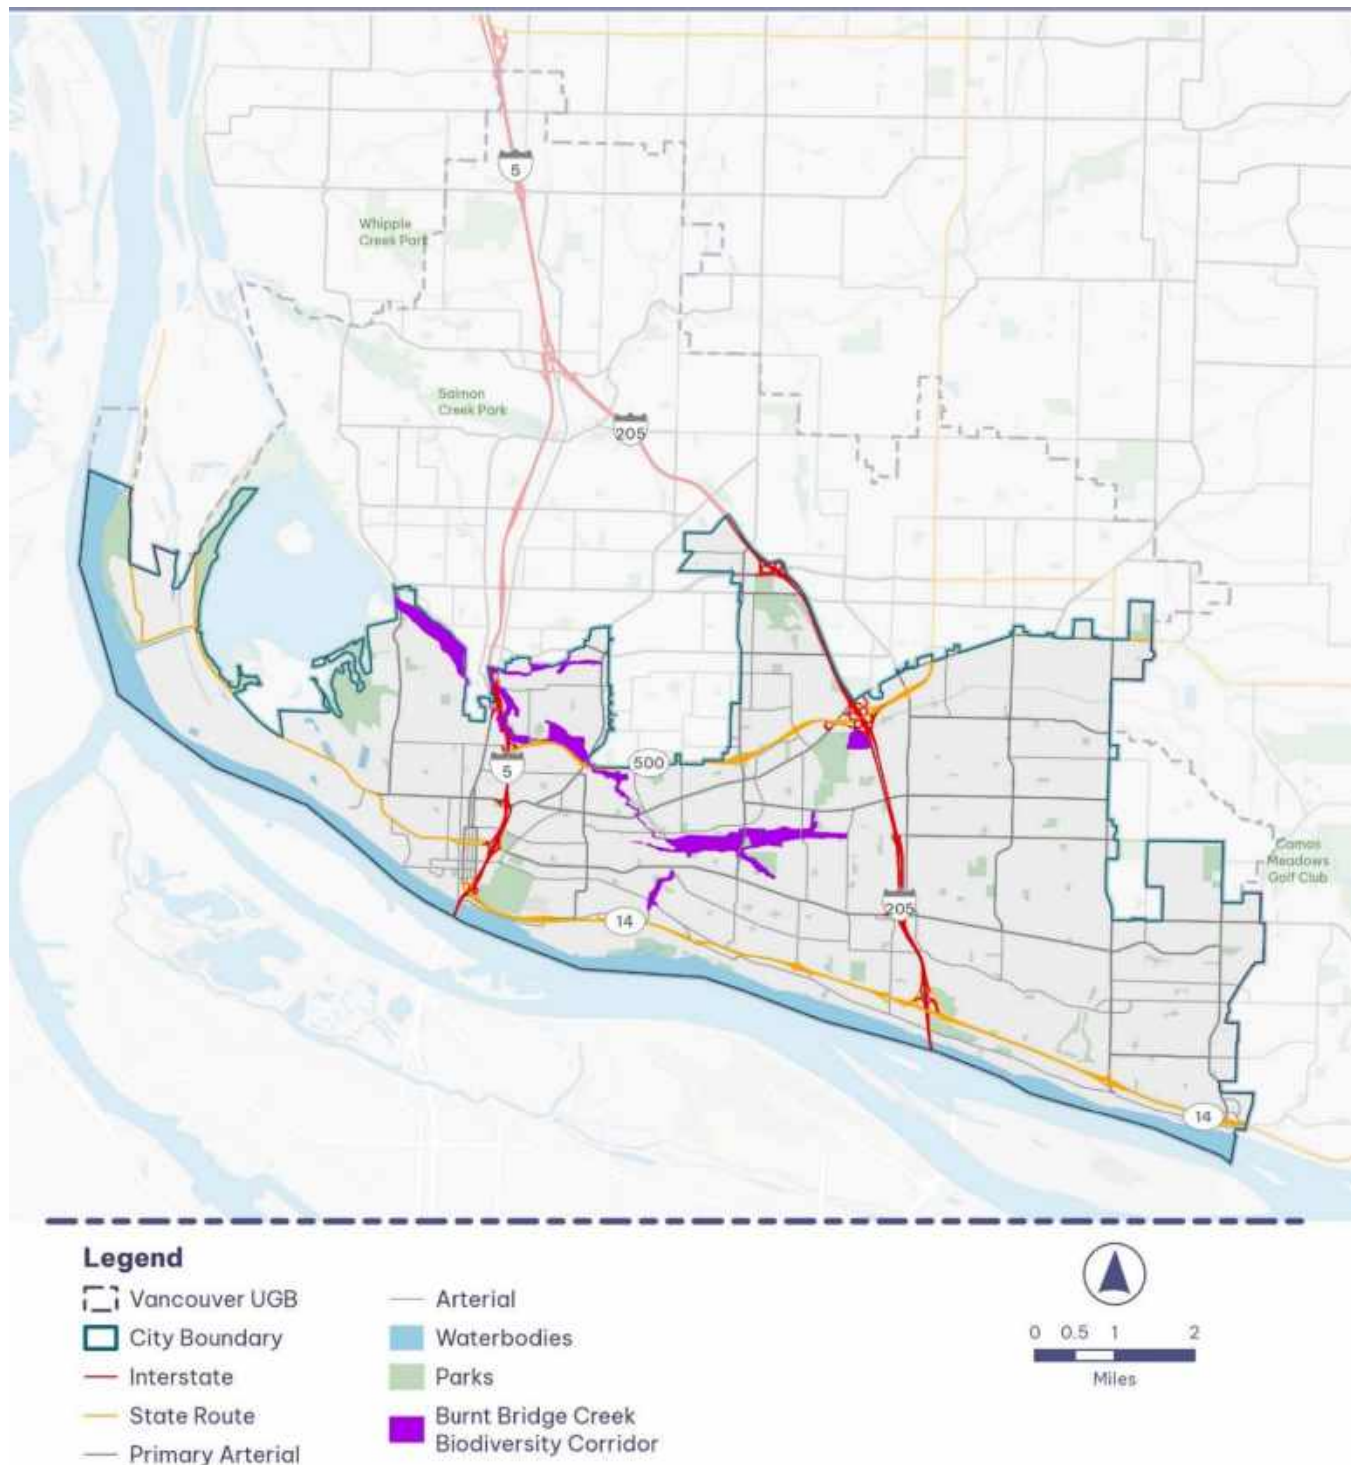 5
Whipple
Creek Park
Salmon
Creek Park
205
500
5
Camas
Meadows
Golf Club
205
14
14
Legend
Vancouver UGB
City Boundary
Interstate
State Route
Primary Arterial
Arterial
Waterbodies
Parks
Burnt Bridge Creek
Biodiversity Corridor
0 0.5 1 2
Miles